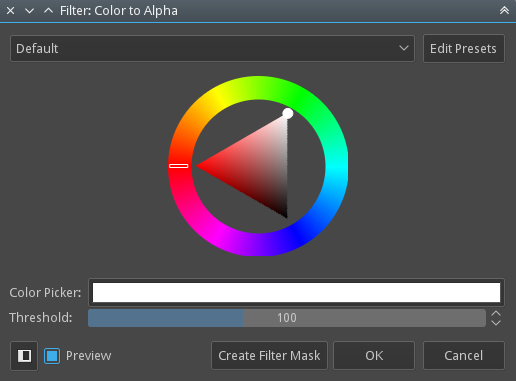 Filter: Color to Alpha
Default
Edit Presets
Color Picker:
Threshold:
100
Preview
Create Filter Mask
OK
Cancel